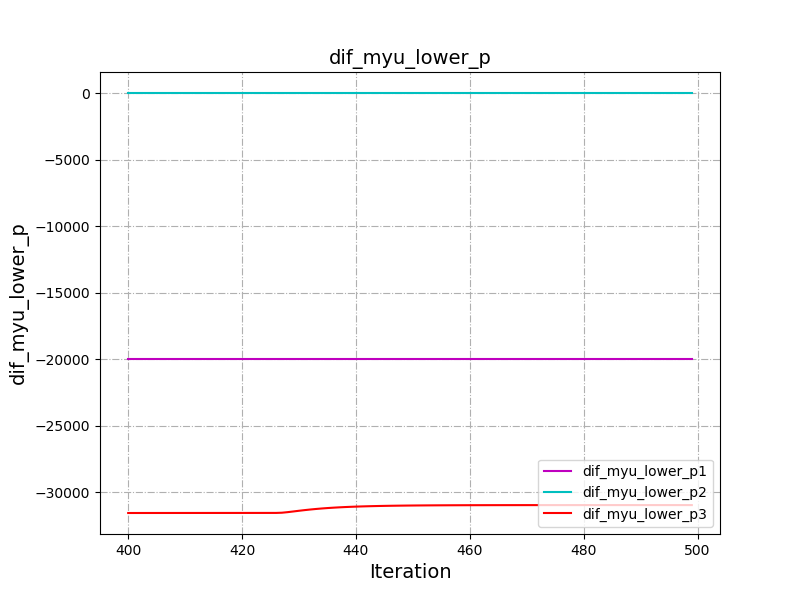 dif_myu_lower_p
dif_myu_lower_p
0
−5000
−10000
−15000
−20000
−25000
−30000
400
420
440
460
480
500
Iteration
dif_myu_lower_p1
dif_myu_lower_p2
dif_myu_lower_p3